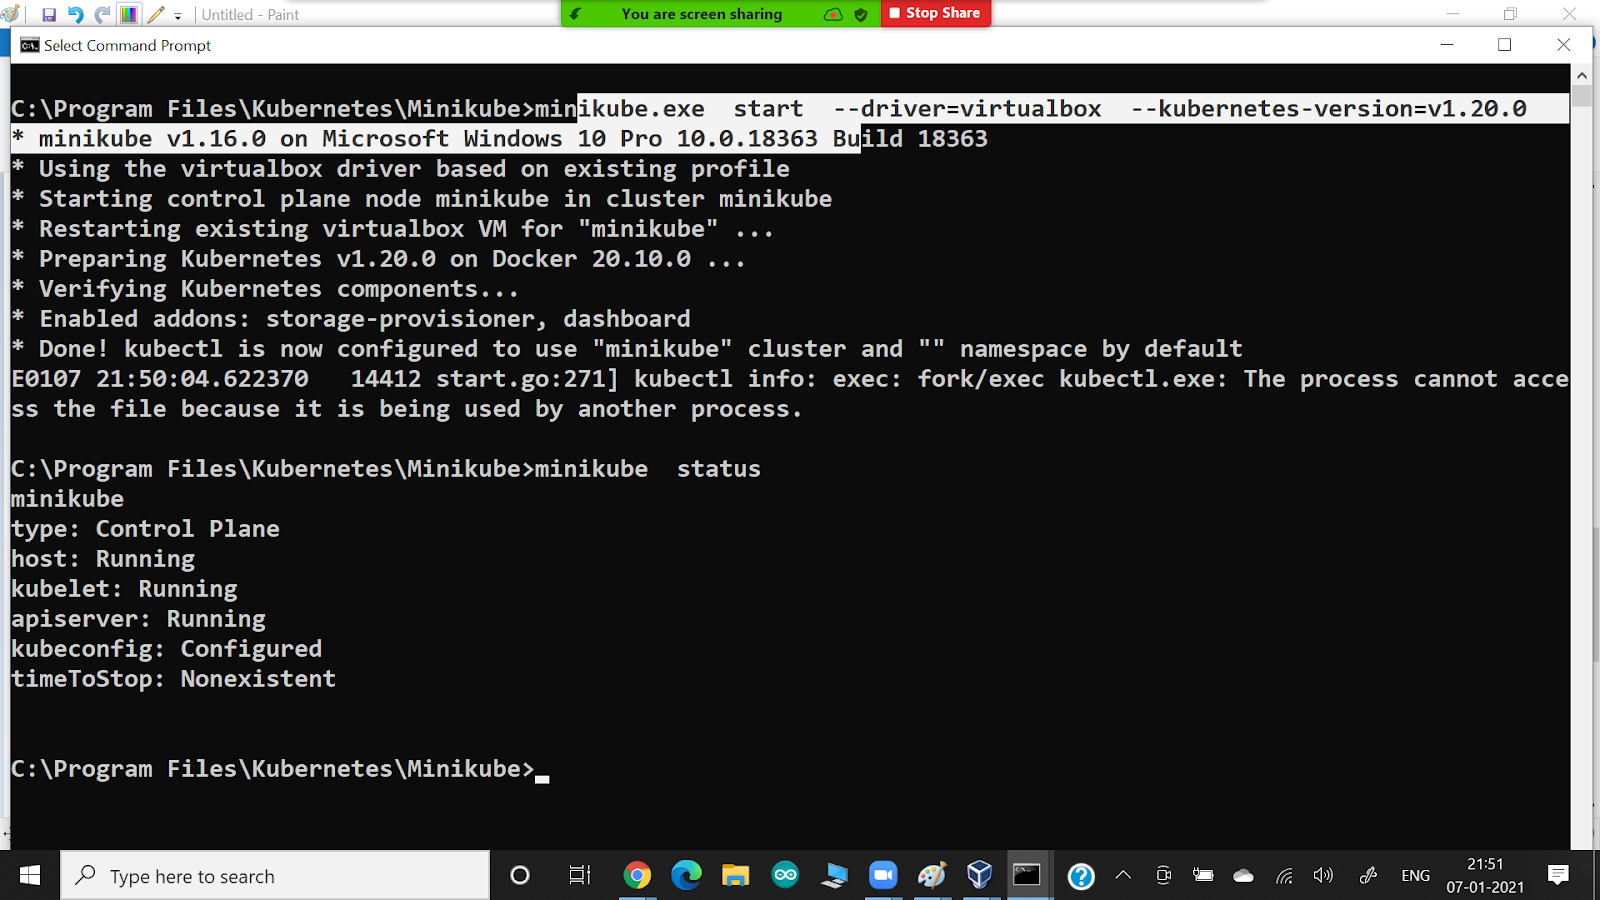 Untitled - Paint
You are screen sharing
Stop Share
Select Command Prompt
C:\Program Files\Kubernetes\Minikube>minikube.exe  start  --driver=virtualbox  --kubernetes-version=v1.20.0
* minikube v1.16.0 on Microsoft Windows 10 Pro 10.0.18363 Build 18363
* Using the virtualbox driver based on existing profile
* Starting control plane node minikube in cluster minikube
* Restarting existing virtualbox VM for "minikube" ...
* Preparing Kubernetes v1.20.0 on Docker 20.10.0 ...
* Verifying Kubernetes components...
* Enabled addons: storage-provisioner, dashboard
* Done! kubectl is now configured to use "minikube" cluster and "" namespace by default
E0107 21:50:04.622370   14412 start.go:271] kubectl info: exec: fork/exec kubectl.exe: The process cannot acce
ss the file because it is being used by another process.
C:\Program Files\Kubernetes\Minikube>minikube  status
minikube
type: Control Plane
host: Running
kubelet: Running
apiserver: Running
kubeconfig: Configured
timeToStop: Nonexistent
C:\Program Files\Kubernetes\Minikube>
Type here to search
ENG
21:51
07-01-2021